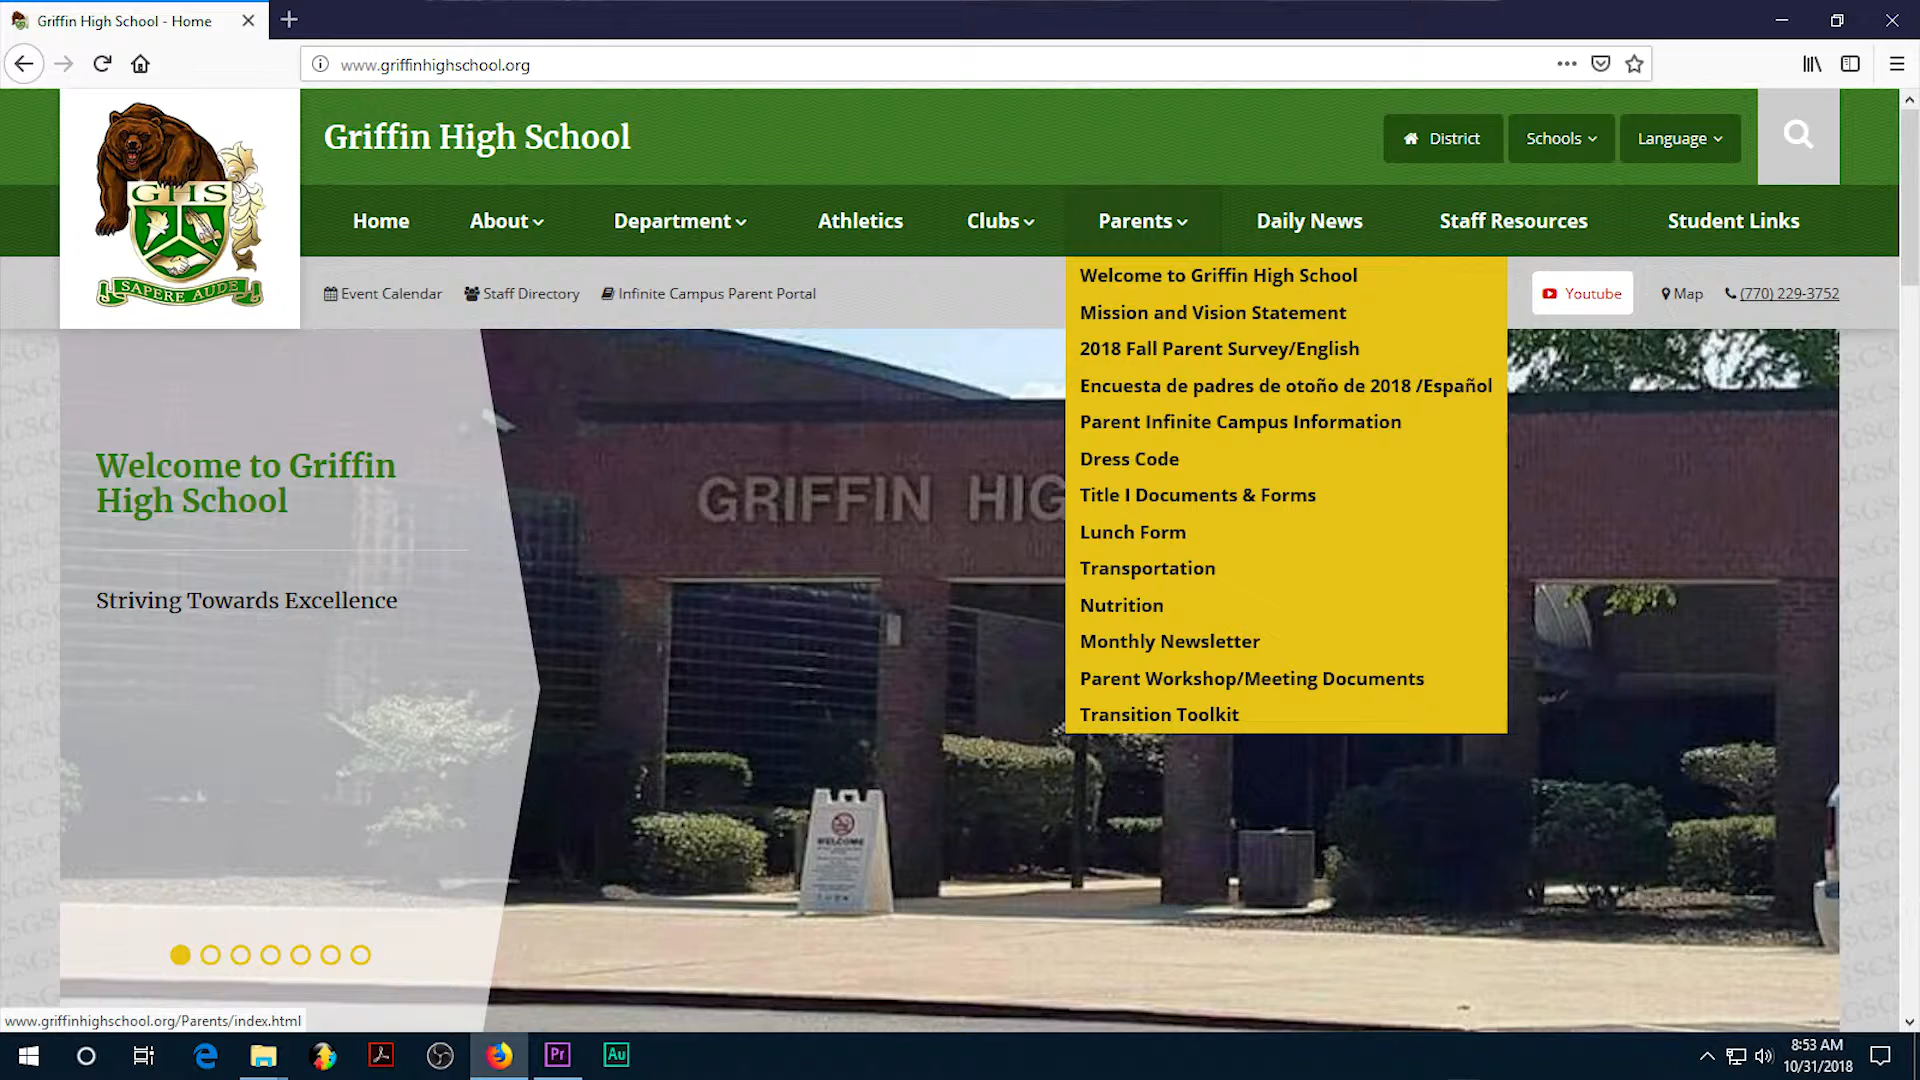 Griffin High School - Home
www.griffinhighschool.org
GHS
SAPERE AUDE
Griffin High School
District
Schools
Language
Home
About
Department
Athletics
Clubs
Parents
Daily News
Staff Resources
Student Links
Event Calendar
Staff Directory
Infinite Campus Parent Portal
Youtube
Map
(770) 229-3752
Welcome to Griffin High School
Mission and Vision Statement
2018 Fall Parent Survey/English
Encuesta de padres de otoño de 2018 /Español
Parent Infinite Campus Information
Dress Code
Title I Documents & Forms
Lunch Form
Transportation
Nutrition
Monthly Newsletter
Parent Workshop/Meeting Documents
Transition Toolkit
Welcome to Griffin
High School
Striving Towards Excellence
GRIFFIN HIG
WELCOME
www.griffinhighschool.org/Parents/index.html
Pr
Au
8:53 AM
10/31/2018